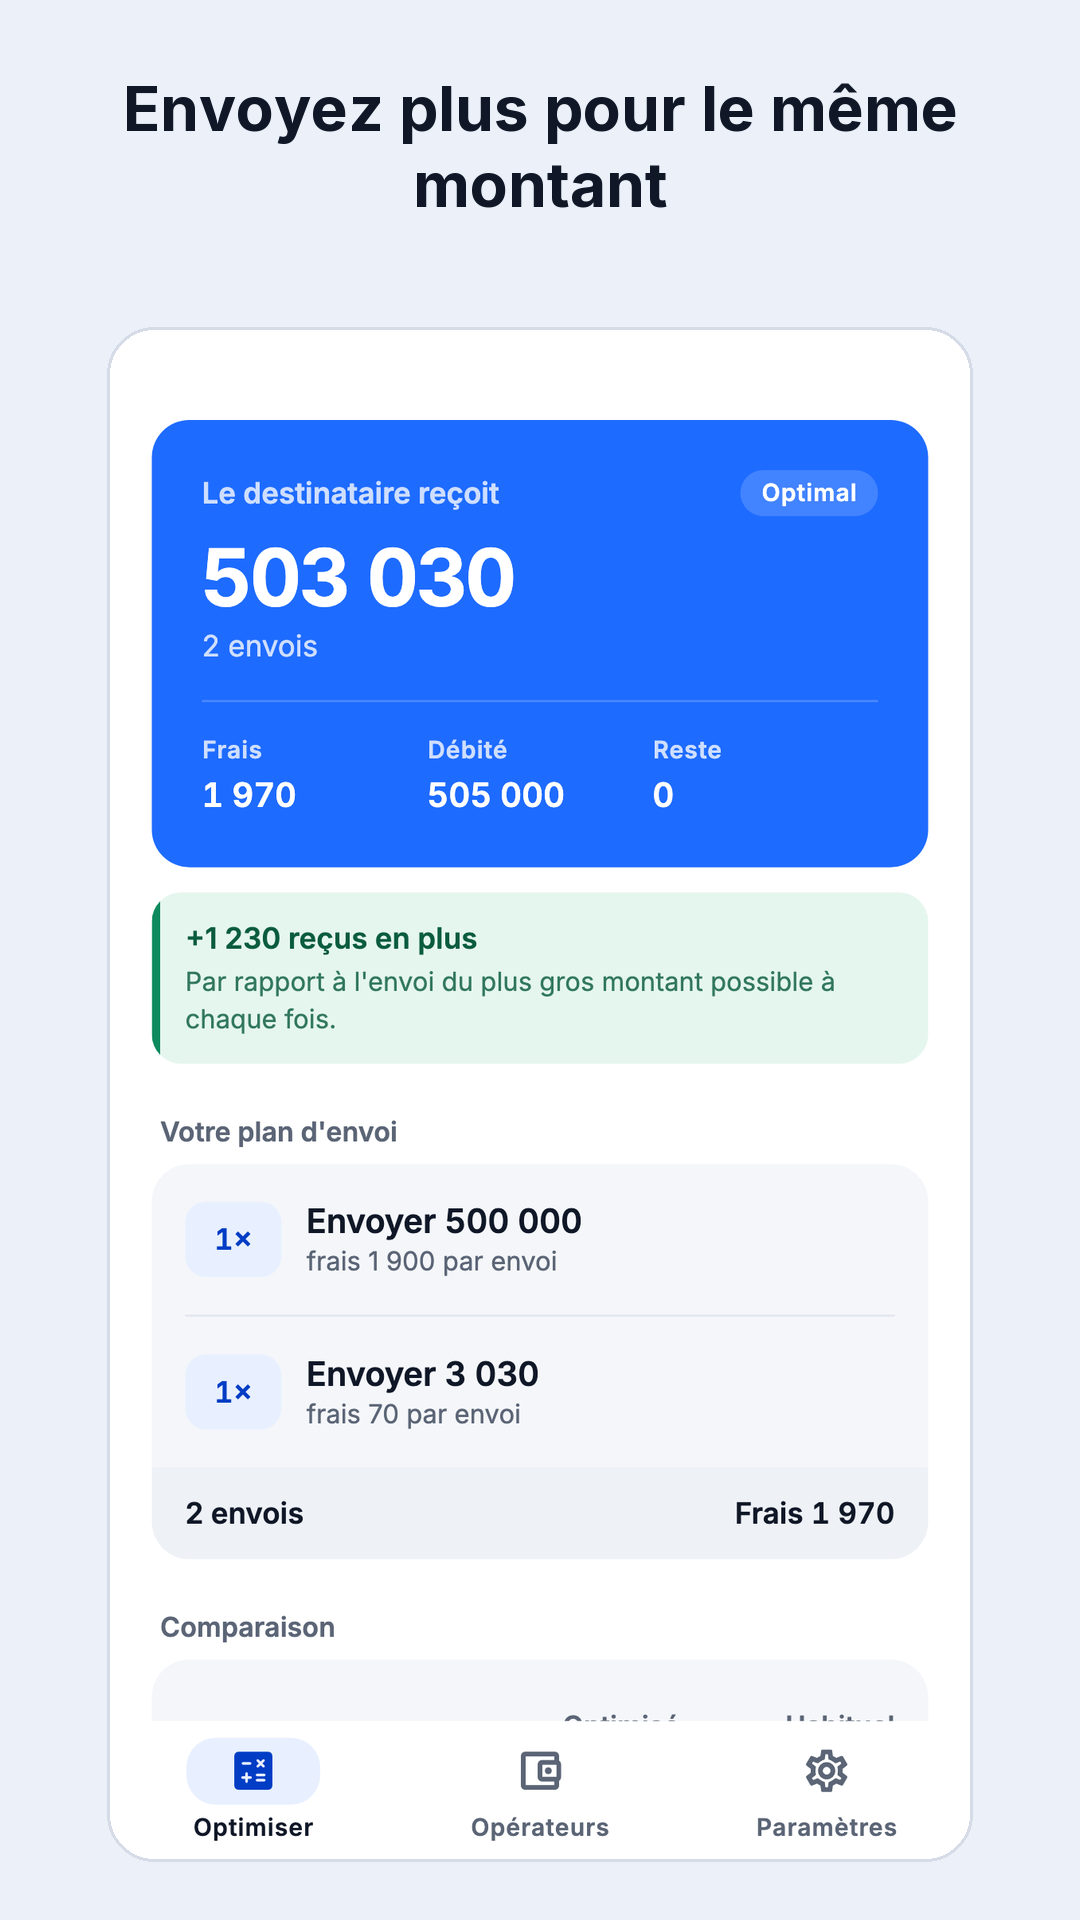 Envoyez plus pour le même
montant
Le destinataire reçoit
Optimal
503 030
2 envois
Frais
Débité
Reste
1 970
505 000
0
+1 230 reçus en plus
Par rapport à l'envoi du plus gros montant possible à
chaque fois.
Votre plan d'envoi
1×
Envoyer 500 000
frais 1 900 par envoi
1×
Envoyer 3 030
frais 70 par envoi
2 envois
Frais 1 970
Comparaison
Optimisé
Habituel
Optimiser
Opérateurs
Paramètres